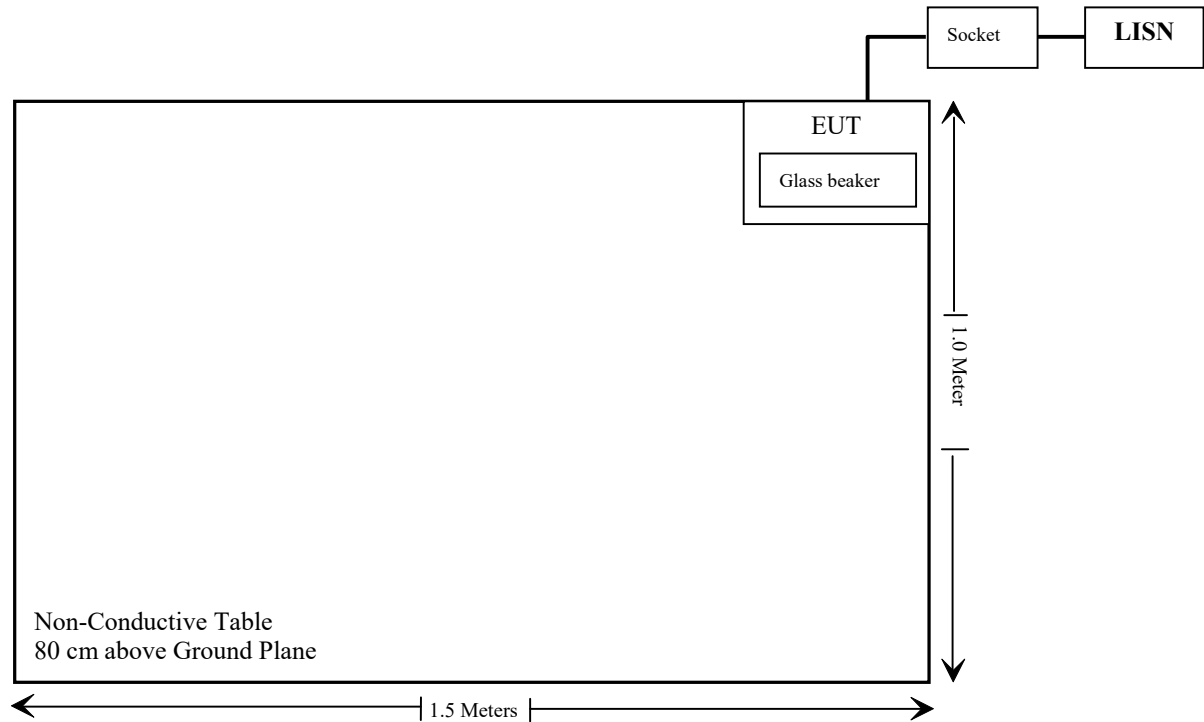 Socket
LISN
EUT
Glass beaker
1.0 Meter
Non-Conductive Table
80 cm above Ground Plane
1.5 Meters